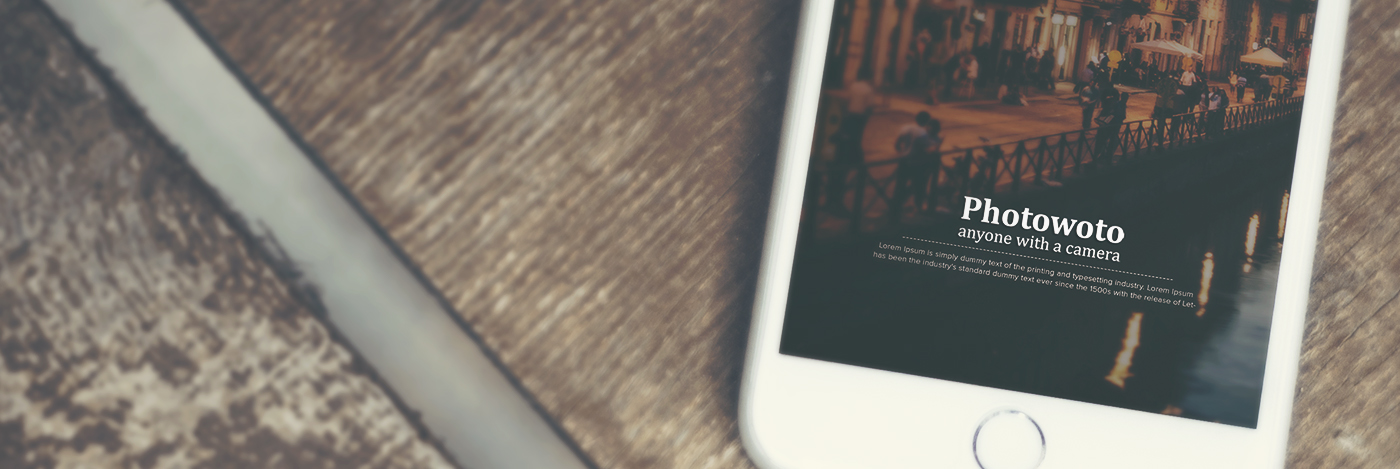 Photowoto
anyone with a camera
Lorem Ipsum is simply dummy text of the printing and typesetting industry. Lorem Ipsum
has been the industry's standard dummy text ever since the 1500s with the release of Let-